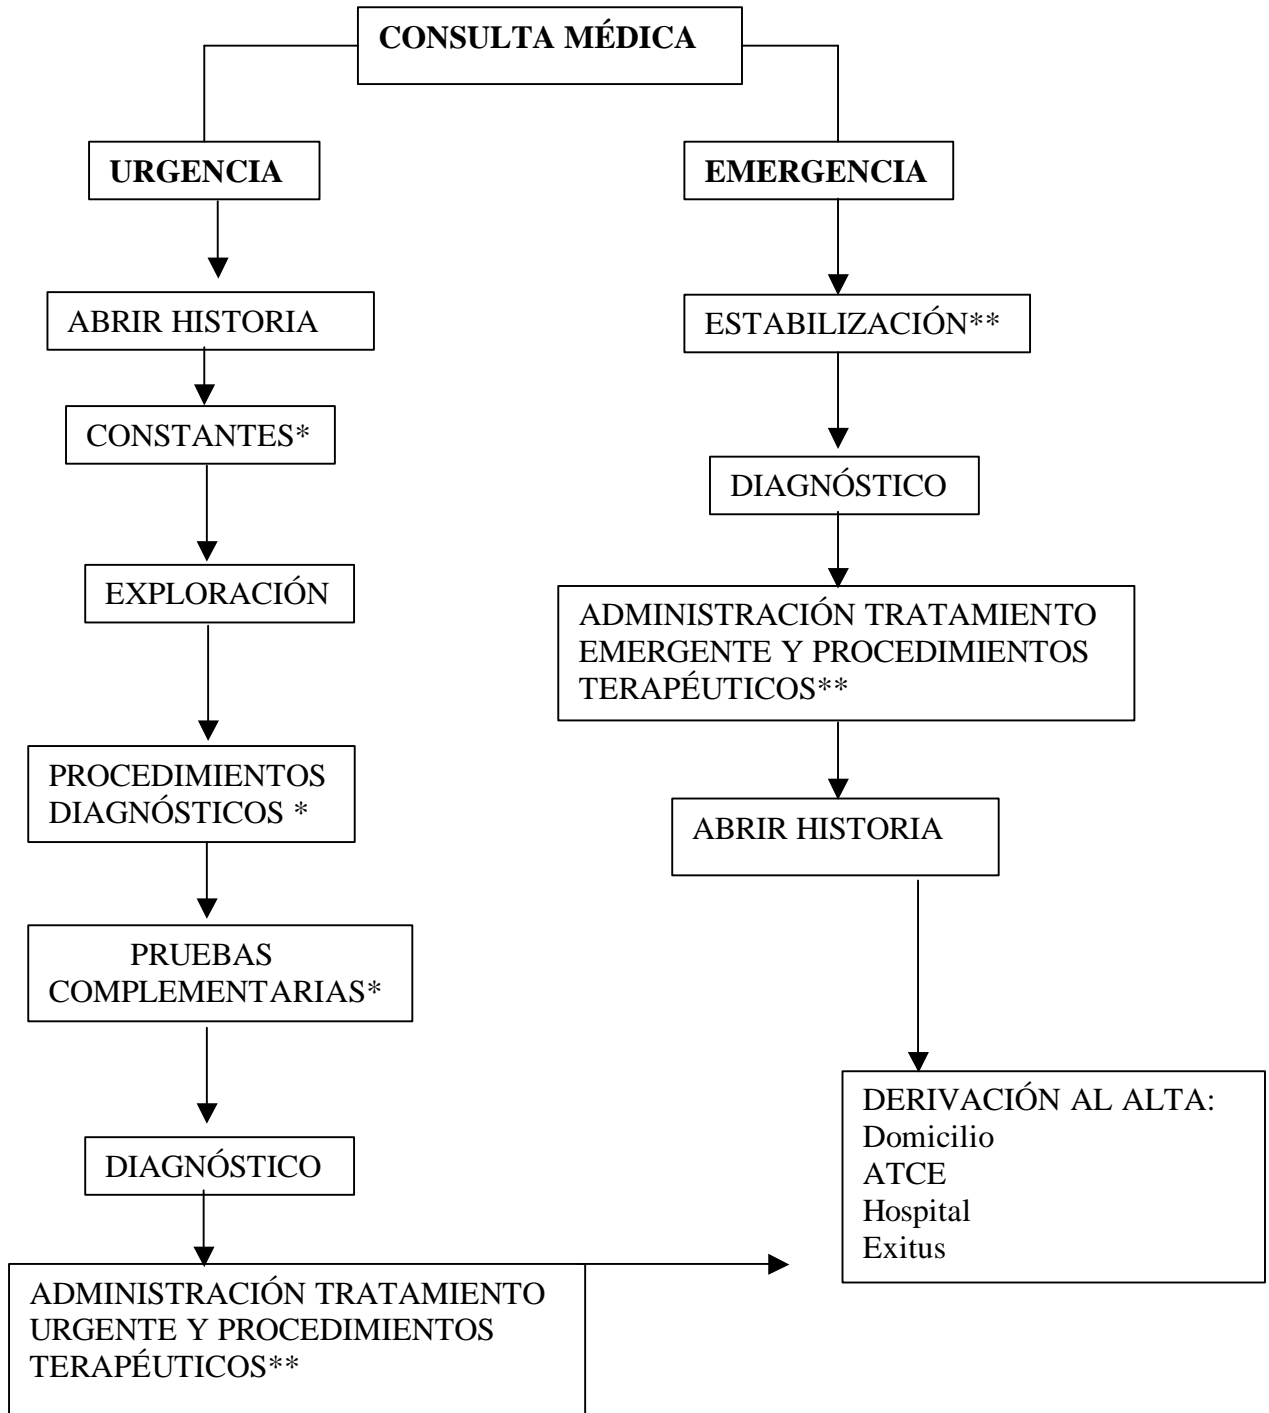 CONSULTA MÉDICA
URGENCIA
EMERGENCIA
ABRIR HISTORIA
ESTABILIZACIÓN**
CONSTANTES*
DIAGNÓSTICO
EXPLORACIÓN
ADMINISTRACIÓN TRATAMIENTO
EMERGENTE Y PROCEDIMIENTOS
TERAPÉUTICOS**
PROCEDIMIENTOS
DIAGNÓSTICOS *
ABRIR HISTORIA
PRUEBAS
COMPLEMENTARIAS*
DERIVACIÓN AL ALTA:
Domicilio
ATCE
Hospital
Exitus
DIAGNÓSTICO
ADMINISTRACIÓN TRATAMIENTO
URGENTE Y PROCEDIMIENTOS
TERAPÉUTICOS**